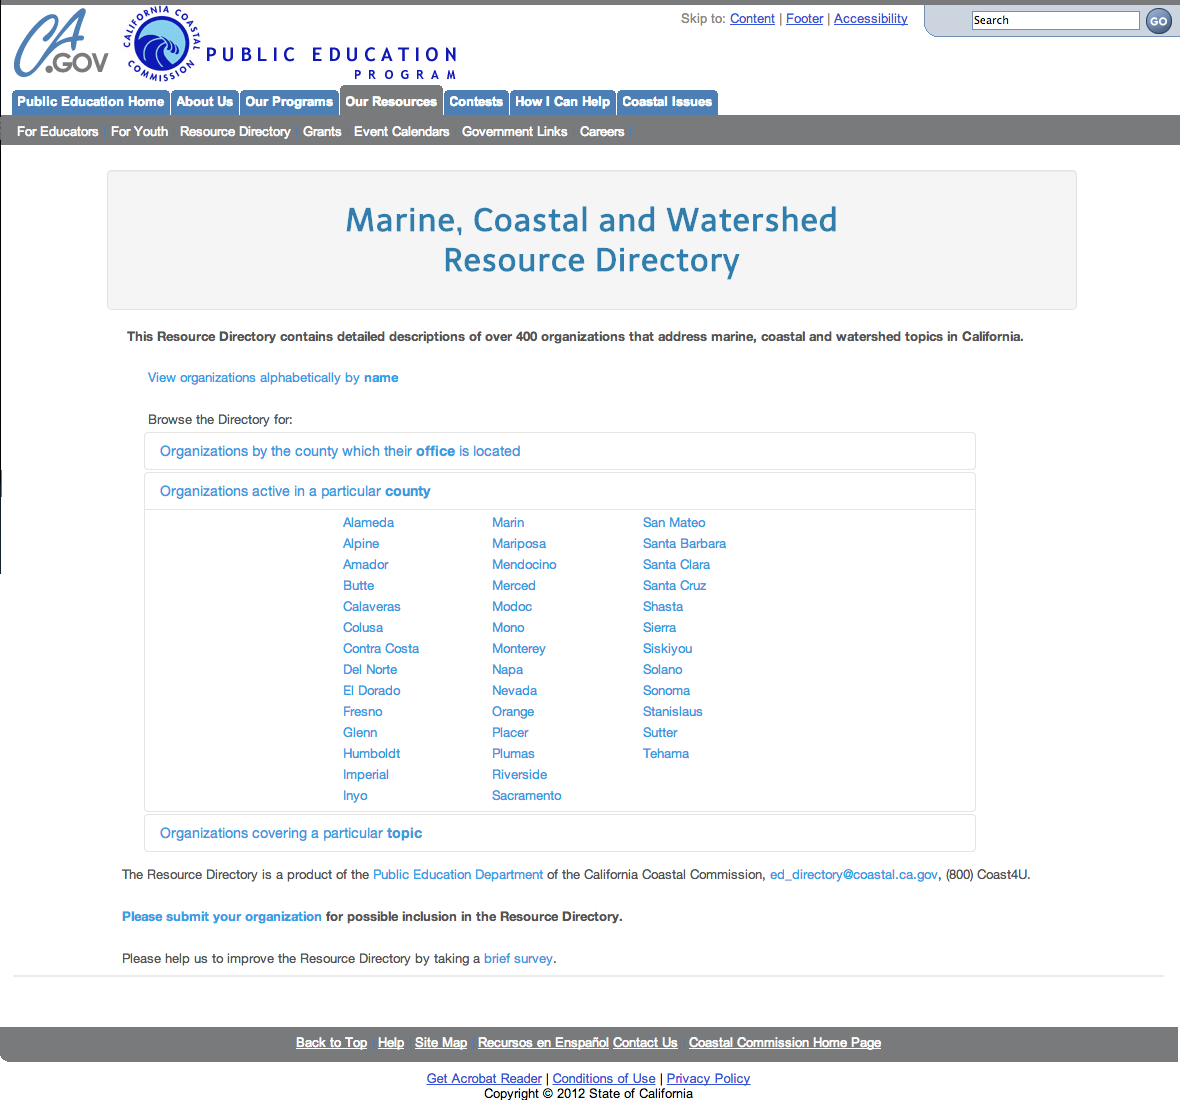 CA.GOV
CALIFORNIA COASTAL COMMISSION
PUBLIC EDUCATION
PROGRAM
Skip to: Content | Footer | Accessibility
Search
GO
Public Education Home About Us Our Programs Our Resources Contests How I Can Help Coastal Issues
For Educators For Youth Resource Directory Grants Event Calendars Government Links Careers
Marine, Coastal and Watershed
Resource Directory
This Resource Directory contains detailed descriptions of over 400 organizations that address marine, coastal and watershed topics in California.
View organizations alphabetically by name
Browse the Directory for:
Organizations by the county which their office is located
Organizations active in a particular county
Alameda Marin San Mateo
Alpine Mariposa Santa Barbara
Amador Mendocino Santa Clara
Butte Merced Santa Cruz
Calaveras Modoc Shasta
Colusa Mono Sierra
Contra Costa Monterey Siskiyou
Del Norte Napa Solano
El Dorado Nevada Sonoma
Fresno Orange Stanislaus
Glenn Placer Sutter
Humboldt Plumas Tehama
Imperial Riverside
Inyo Sacramento
Organizations covering a particular topic
The Resource Directory is a product of the Public Education Department of the California Coastal Commission, ed_directory@coastal.ca.gov, (800) Coast4U.
Please submit your organization for possible inclusion in the Resource Directory.
Please help us to improve the Resource Directory by taking a brief survey.
Back to Top | Help | Site Map | Recursos en Enspañol Contact Us | Coastal Commission Home Page
Get Acrobat Reader | Conditions of Use | Privacy Policy
Copyright © 2012 State of California